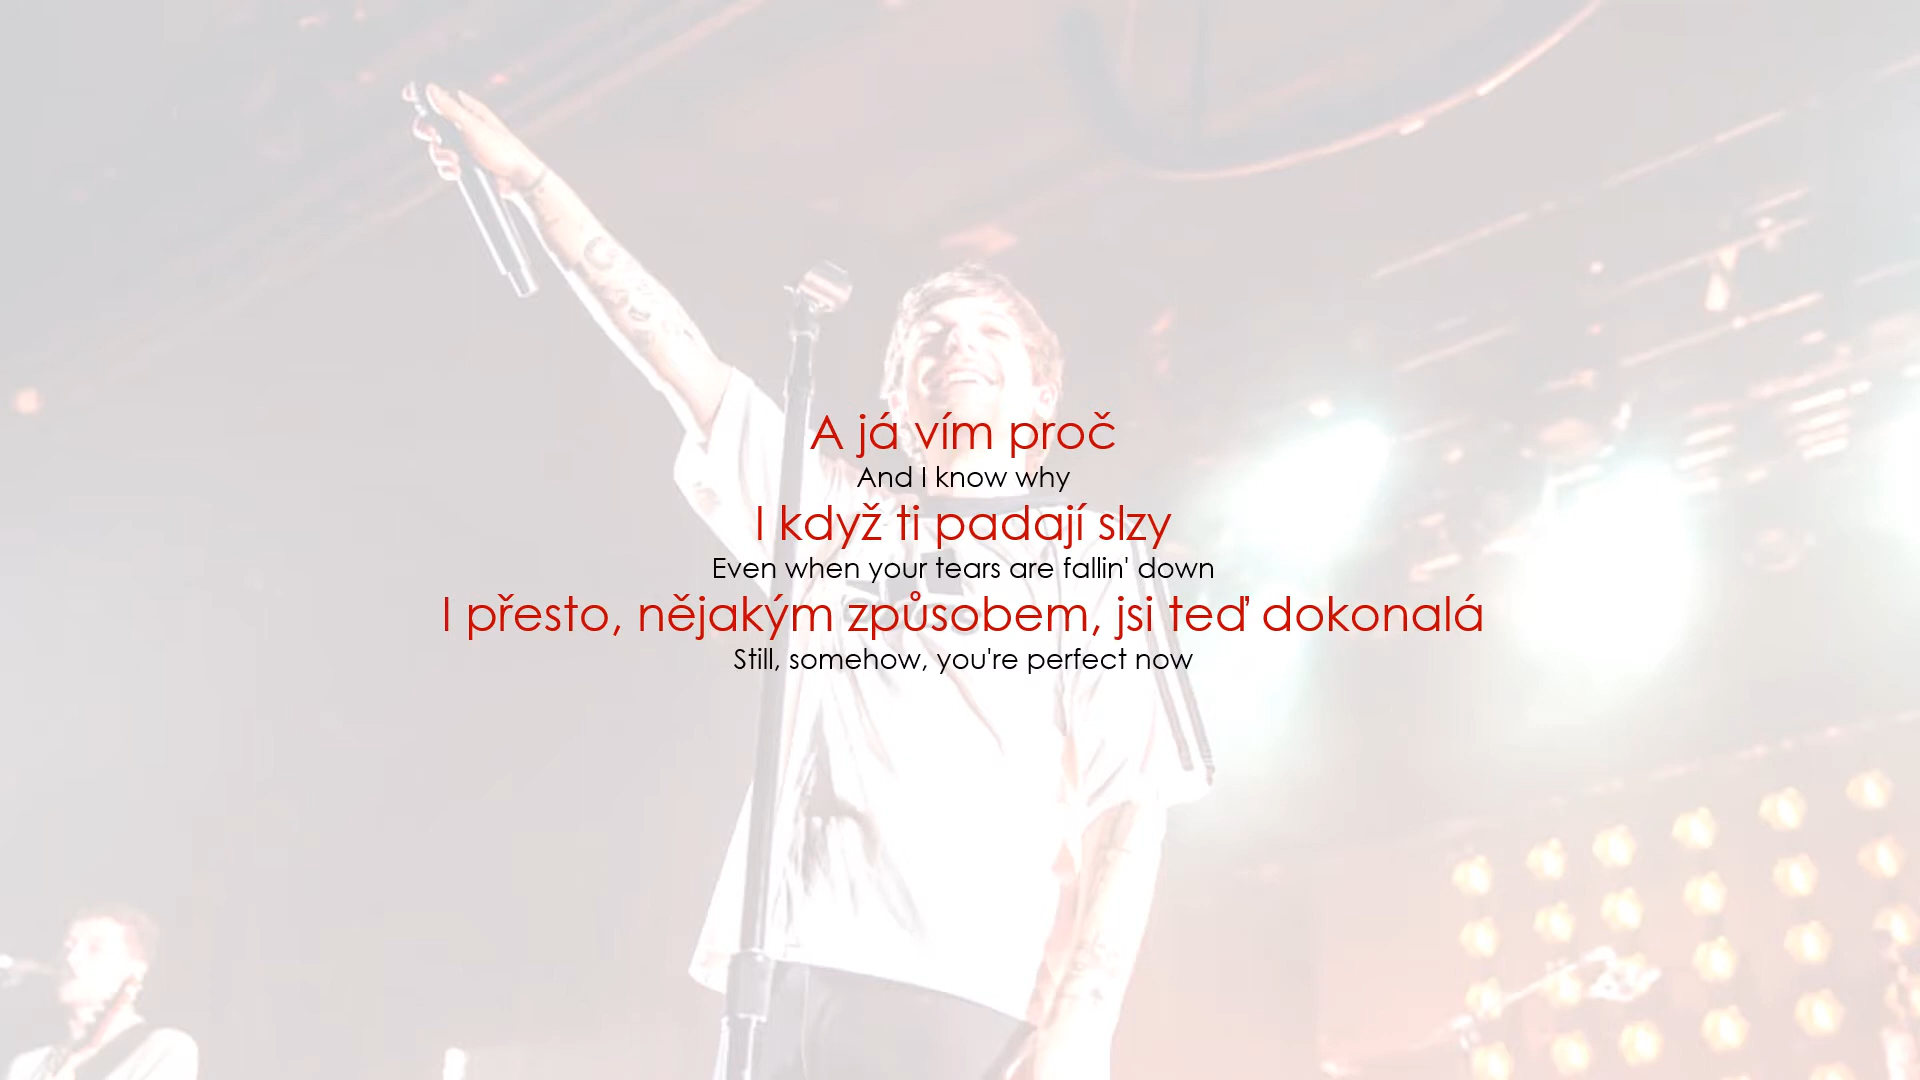 A já vím proč
And I know why
I když ti padají slzy
Even when your tears are fallin' down
I přesto, nějakým způsobem, jsi teď dokonalá
Still, somehow, you're perfect now